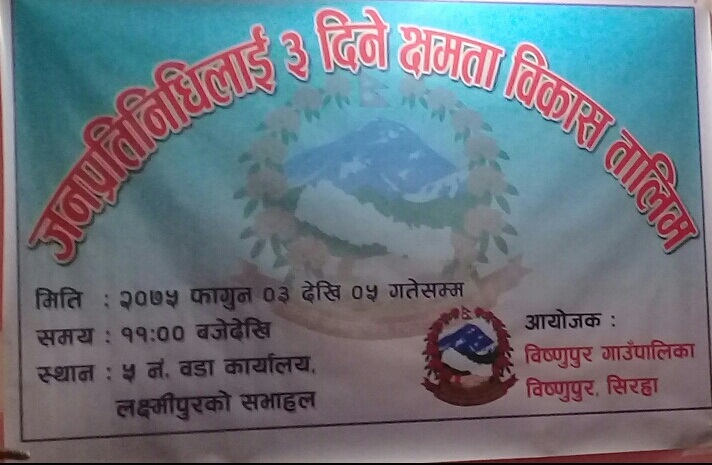 जनप्रतिनिधिलाई ३ दिने क्षमता विकास तालिम
मिति : २०७५ फागुन ०३ देखि ०५ गतेसम्म
समय : ११:०० बजेदेखि
स्थान : ५ नं. वडा कार्यालय,
लक्ष्मीपुरको सभाहल
आयोजक :
विष्णुपुर गाउँपालिका
विष्णुपुर, सिरहा